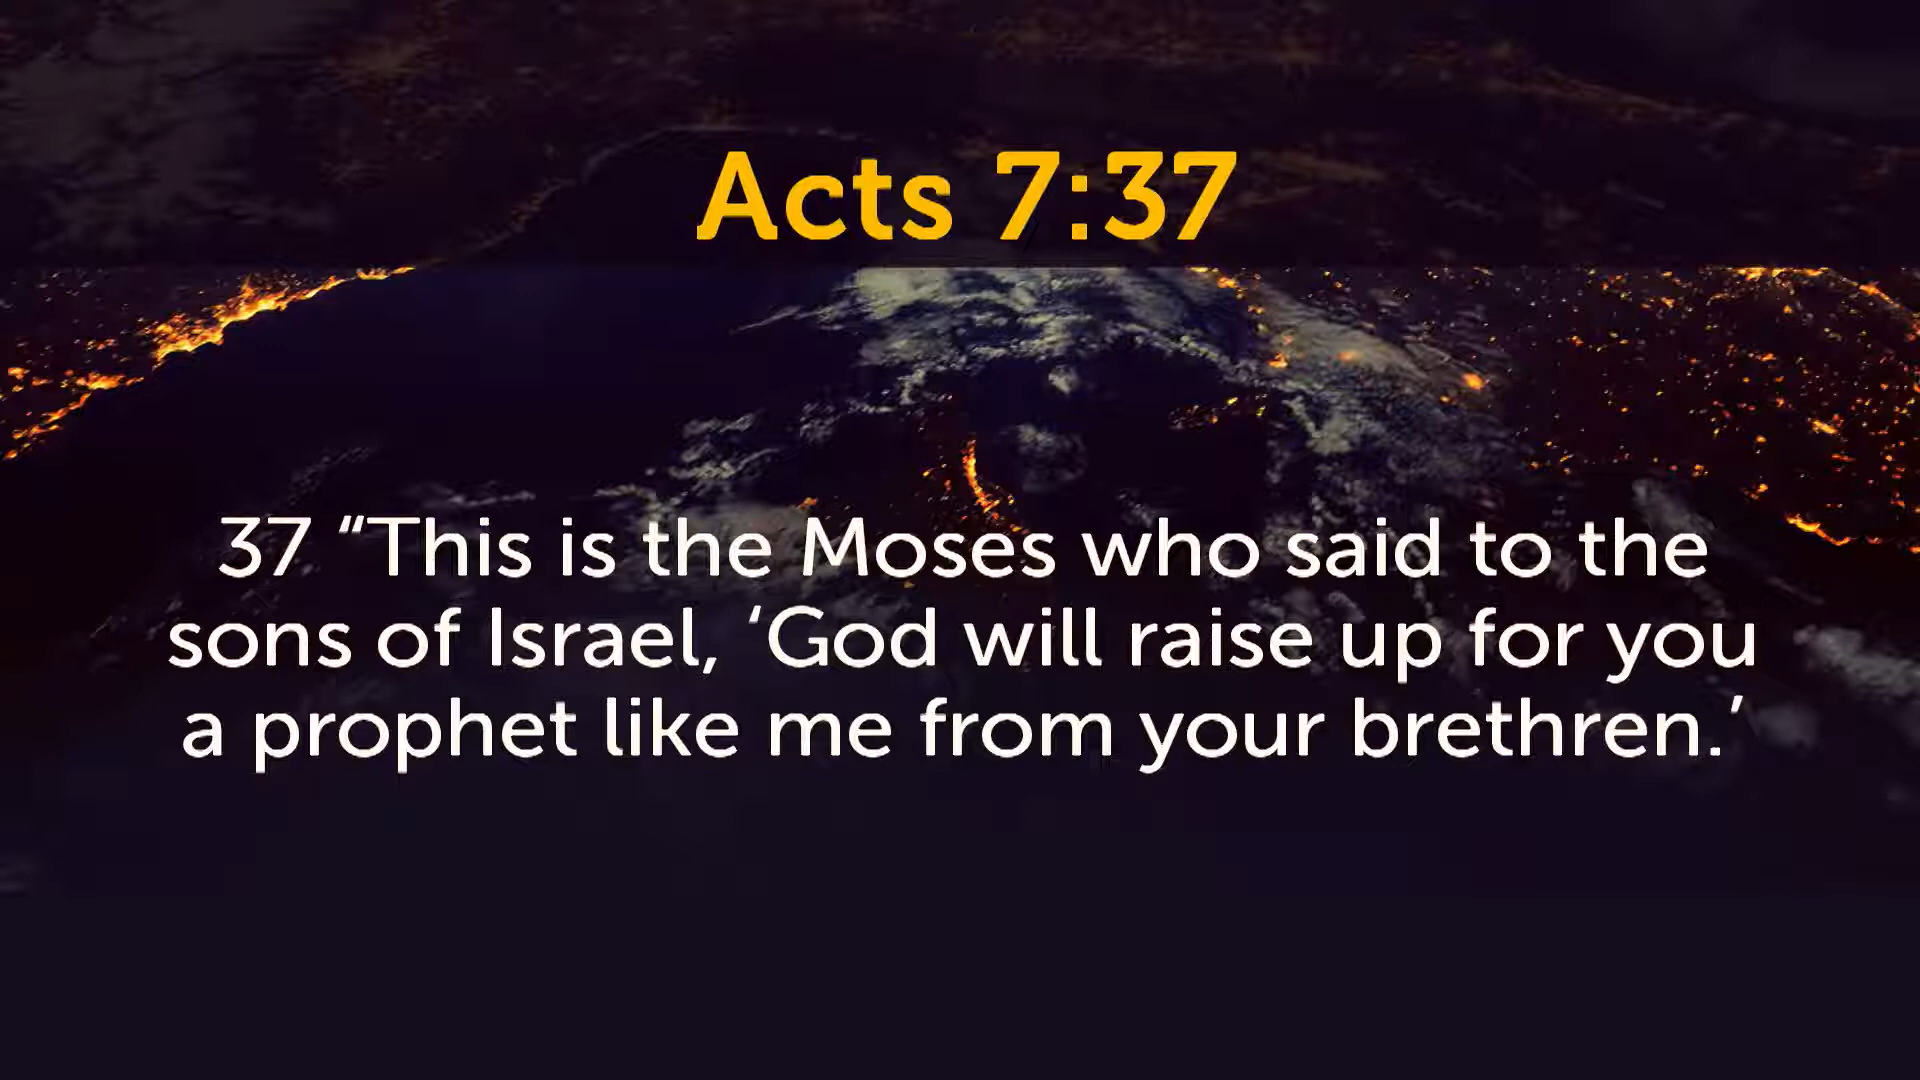 Acts 7:37
37 “This is the Moses who said to the
sons of Israel, ‘God will raise up for you
a prophet like me from your brethren.’